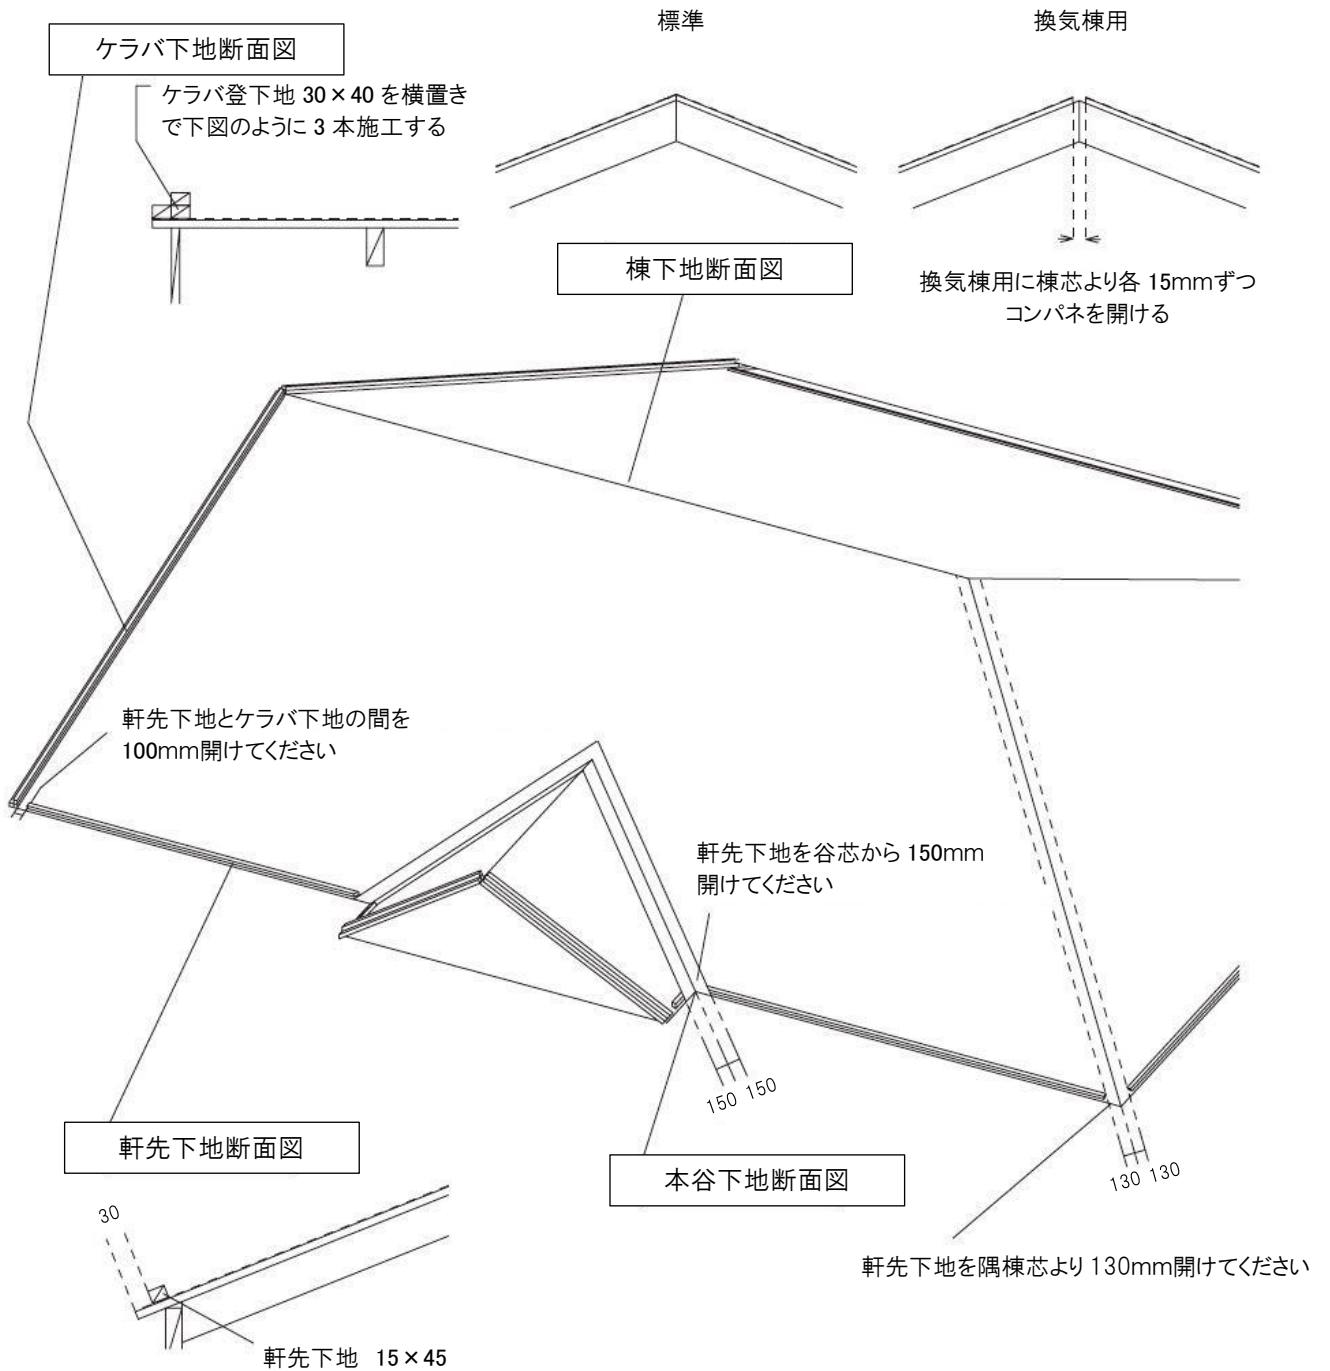 標準
換気棟用
ケラバ下地断面図
ケラバ登下地 30×40 を横置き
で下図のように 3 本施工する
棟下地断面図
換気棟用に棟芯より各 15mmずつ
コンパネを開ける
軒先下地とケラバ下地の間を
100mm開けてください
軒先下地を谷芯から 150mm
開けてください
150 150
軒先下地断面図
本谷下地断面図
130 130
30
軒先下地を隅棟芯より 130mm開けてください
軒先下地 15×45